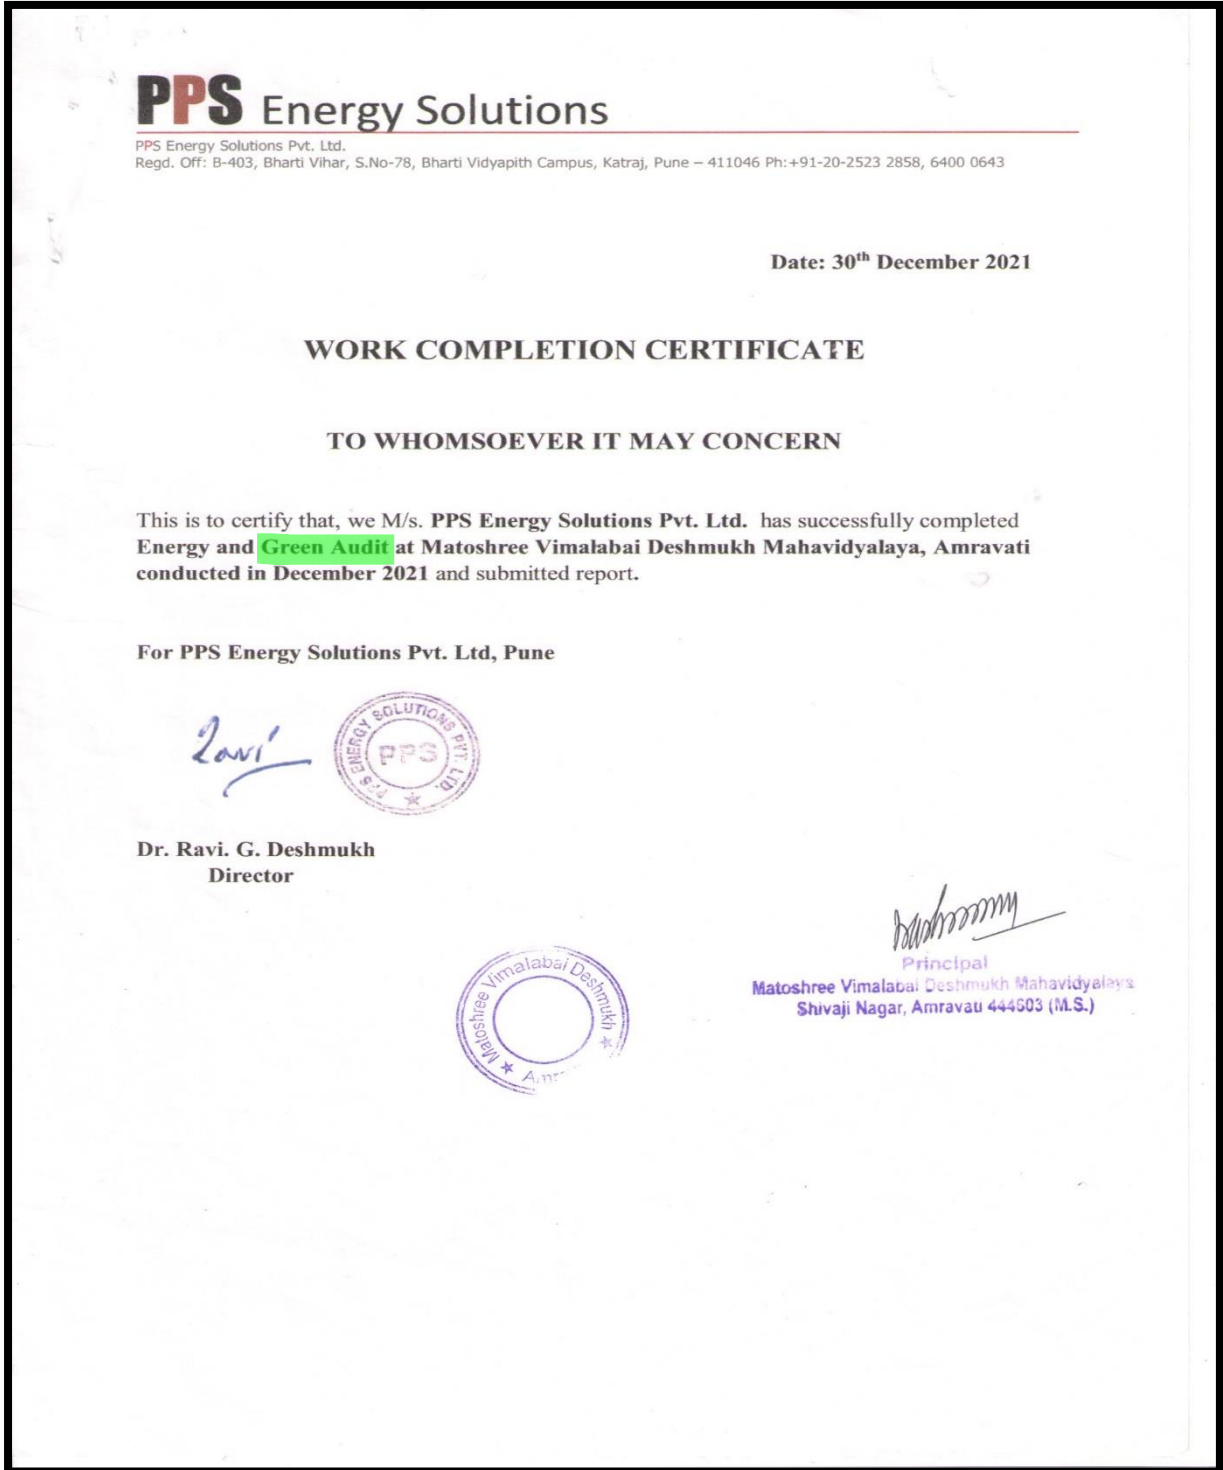 PPS Energy Solutions
PPS Energy Solutions Pvt. Ltd.
Regd. Off: B-403, Bharti Vihar, S.No-78, Bharti Vidyapith Campus, Katraj, Pune – 411046 Ph:+91-20-2523 2858, 6400 0643
Date: 30th December 2021
WORK COMPLETION CERTIFICATE
TO WHOMSOEVER IT MAY CONCERN
This is to certify that, we M/s. PPS Energy Solutions Pvt. Ltd. has successfully completed
Energy and Green Audit at Matoshree Vimalabai Deshmukh Mahavidyalaya, Amravati
conducted in December 2021 and submitted report.
For PPS Energy Solutions Pvt. Ltd, Pune
Ravi
PPS ENERGY SOLUTIONS PVT. LTD.
PPS
Dr. Ravi. G. Deshmukh
Director
Principal
Matoshree Vimalabai Deshmukh Mahavidyalaya
Shivaji Nagar, Amravati 444603 (M.S.)
Matoshree Vimalabai Deshmukh